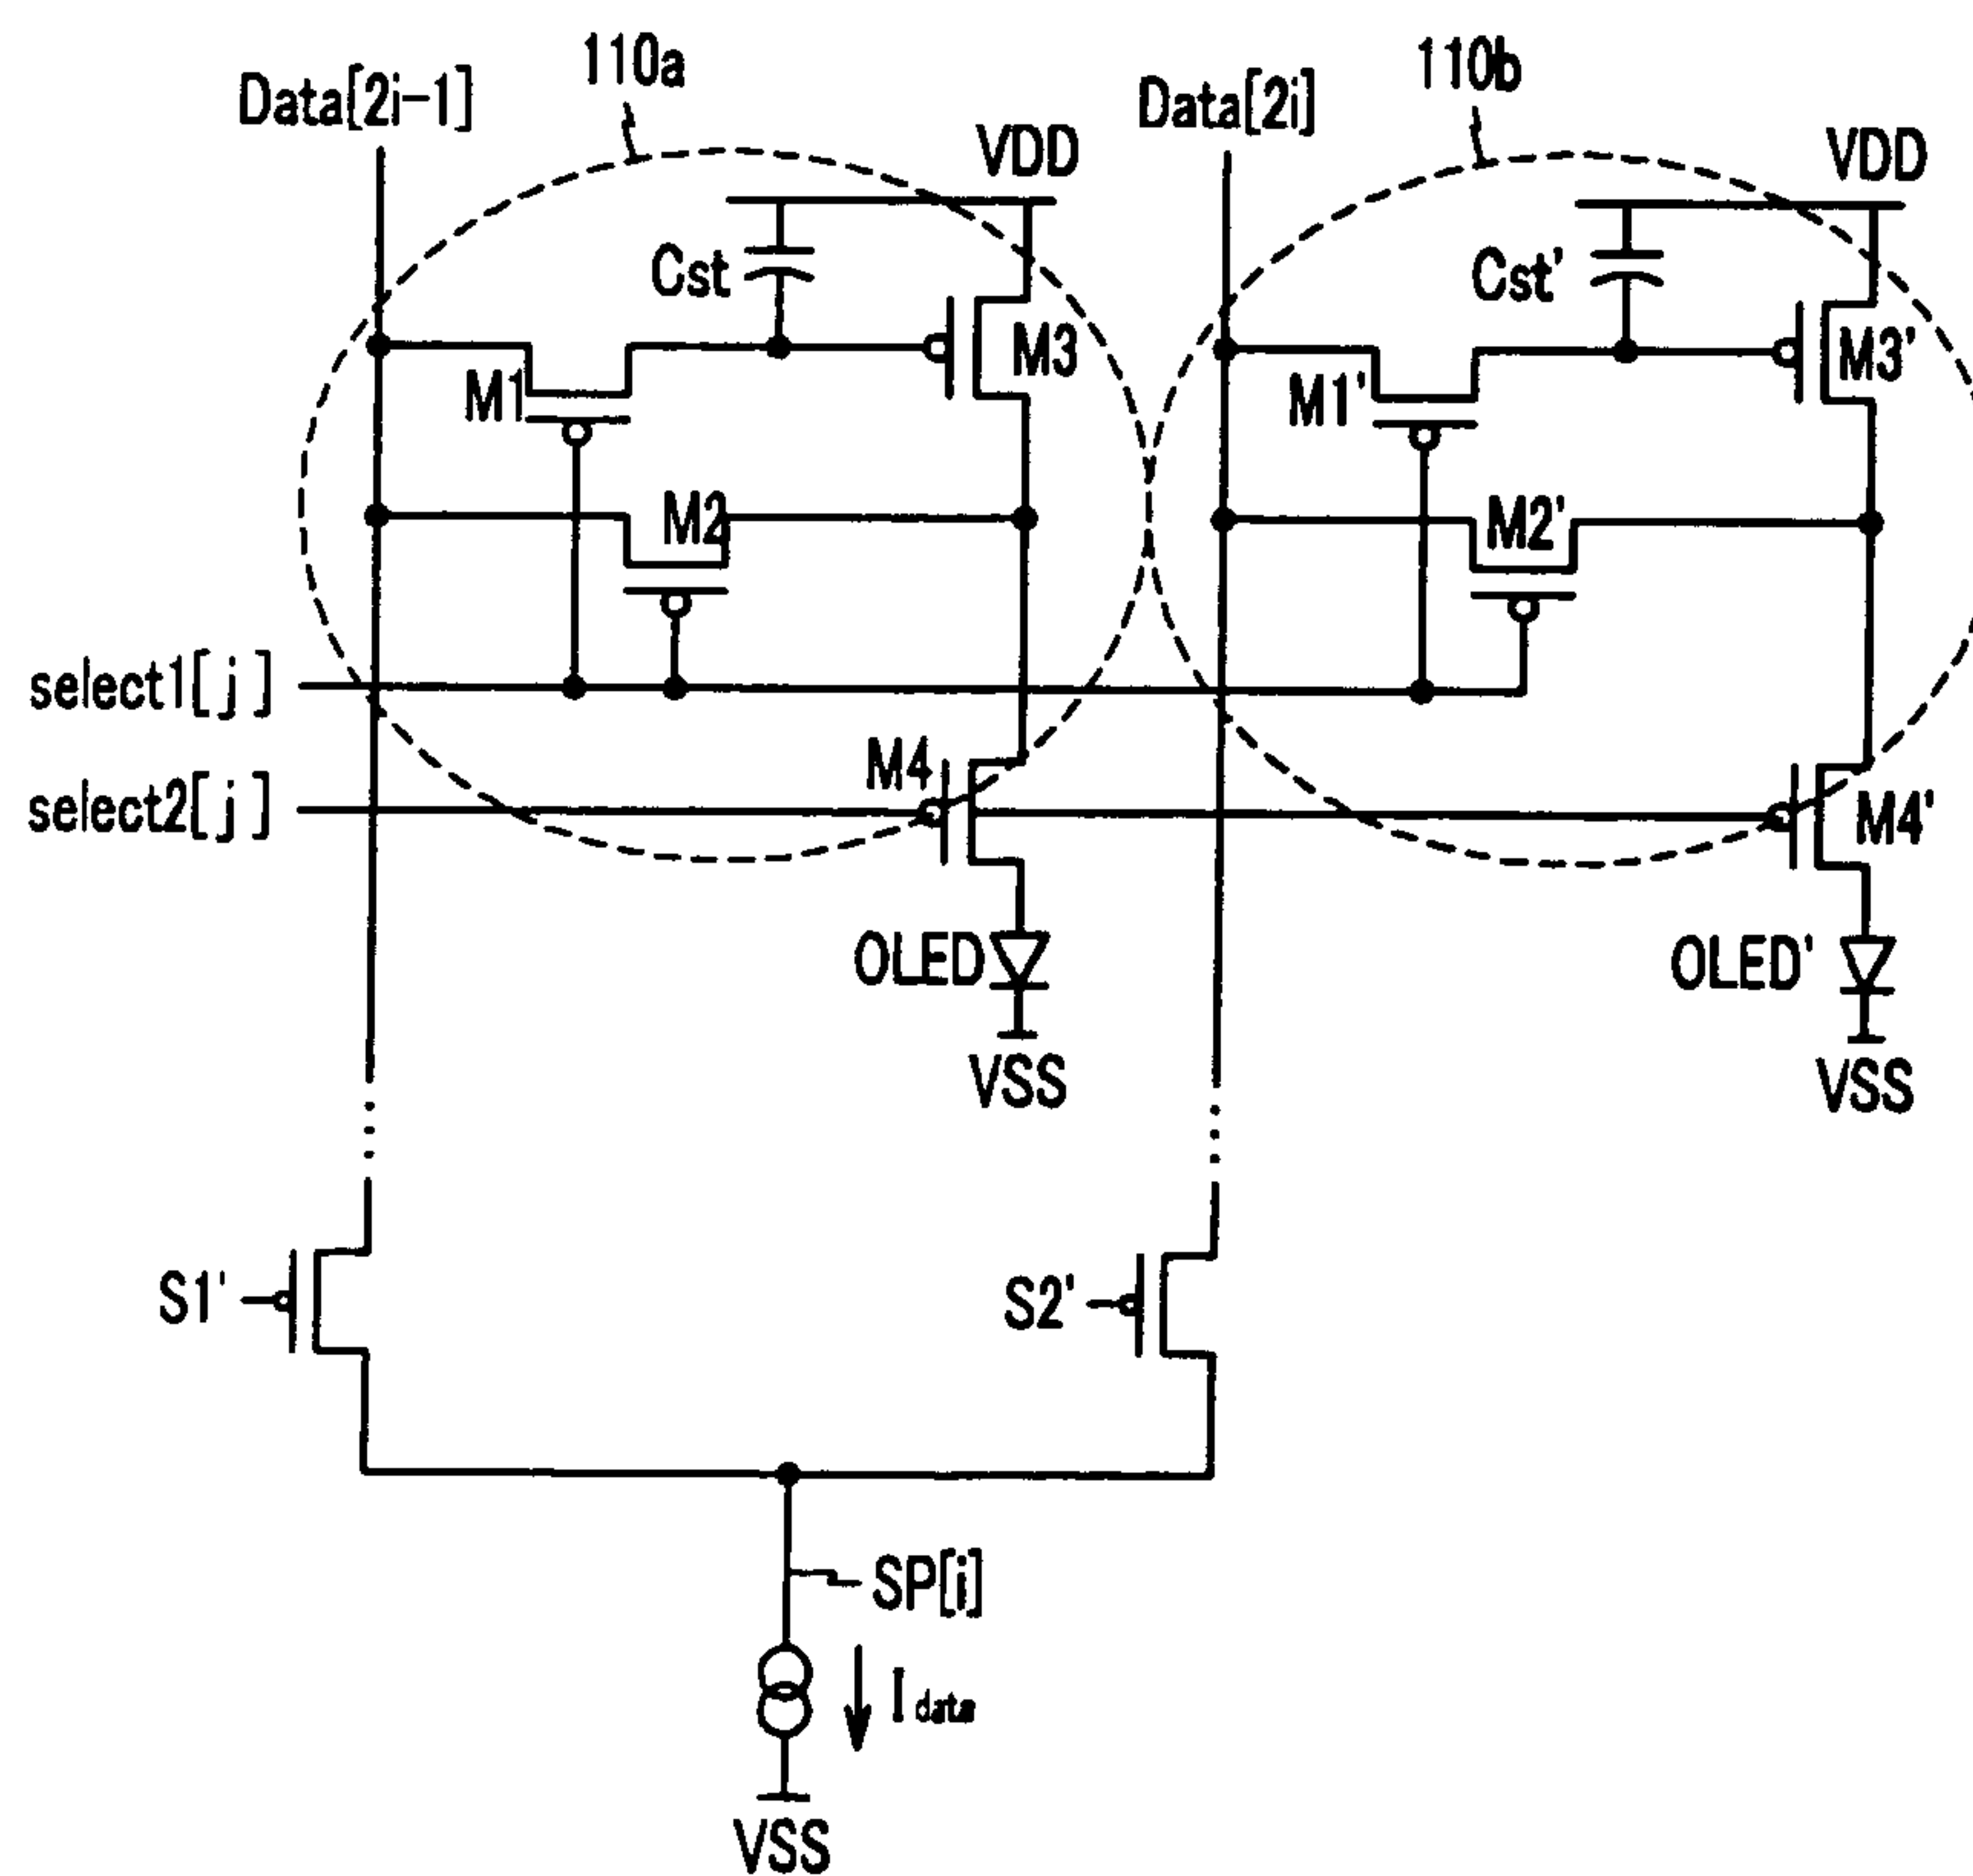 110a
110b
Data[2i-1]
Data[2i]
VDD
VDD
Cst
Cst'
M3
M3'
M1
M1'
M2
M2'
select1[j]
M4
select2[j]
M4'
OLED
OLED'
VSS
VSS
S1'
S2'
SP[i]
Idata
VSS